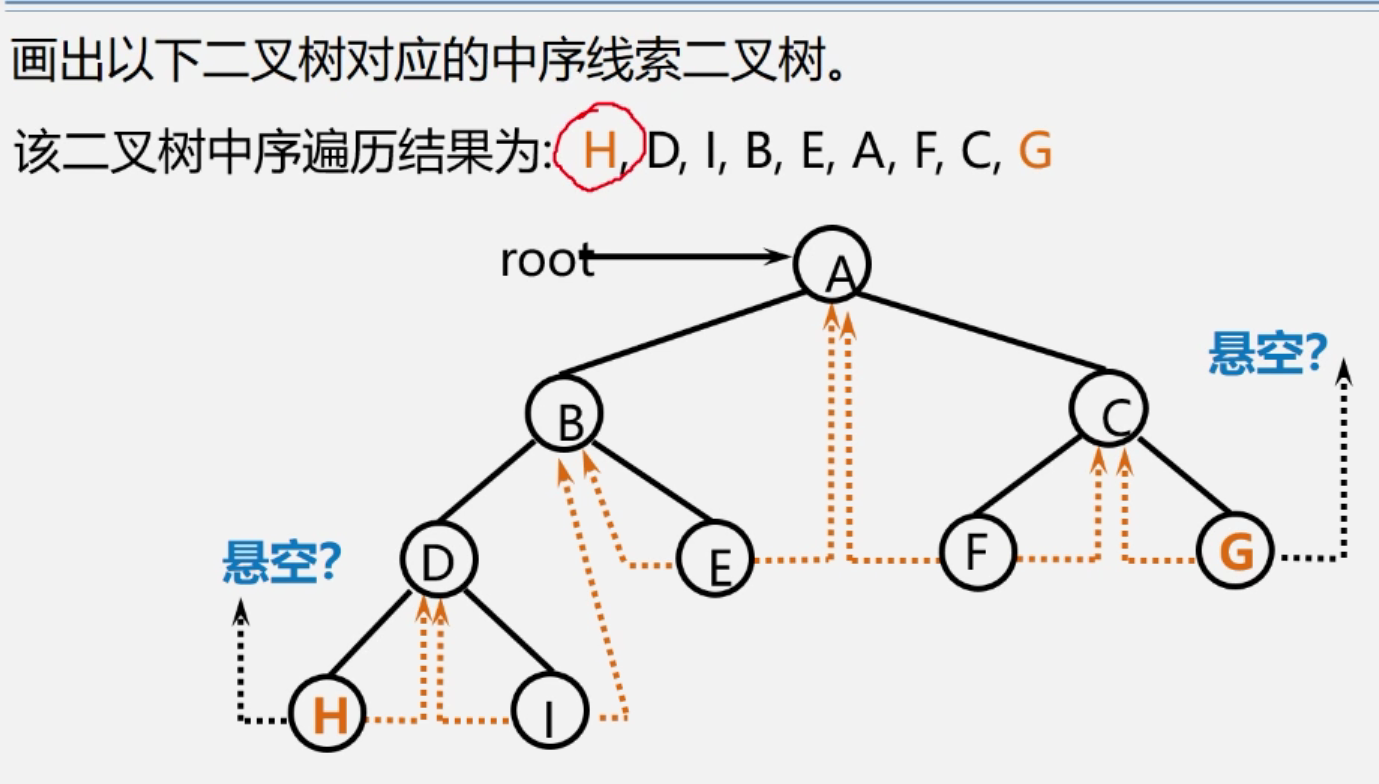 画出以下二叉树对应的中序线索二叉树。
该二叉树中序遍历结果为: H, D, I, B, E, A, F, C, G
root
A
悬空?
B
C
悬空?
D
E
F
G
H
I